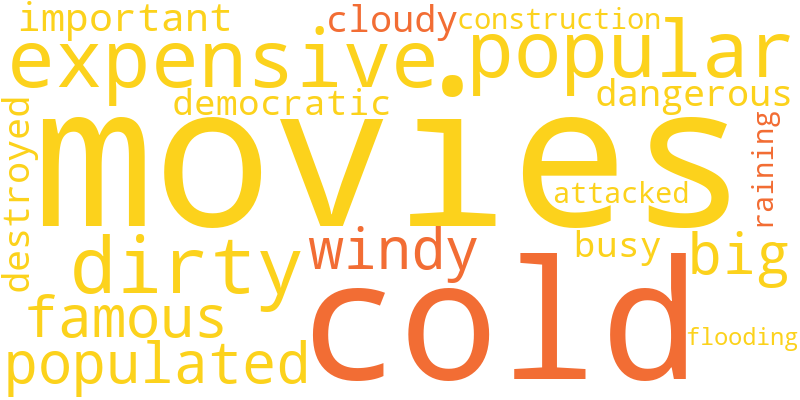 important
cloudy
construction
expensive
popular
democratic
dangerous
destroyed
movies
raining
attacked
dirty
windy
busy
big
famous
cold
populated
flooding